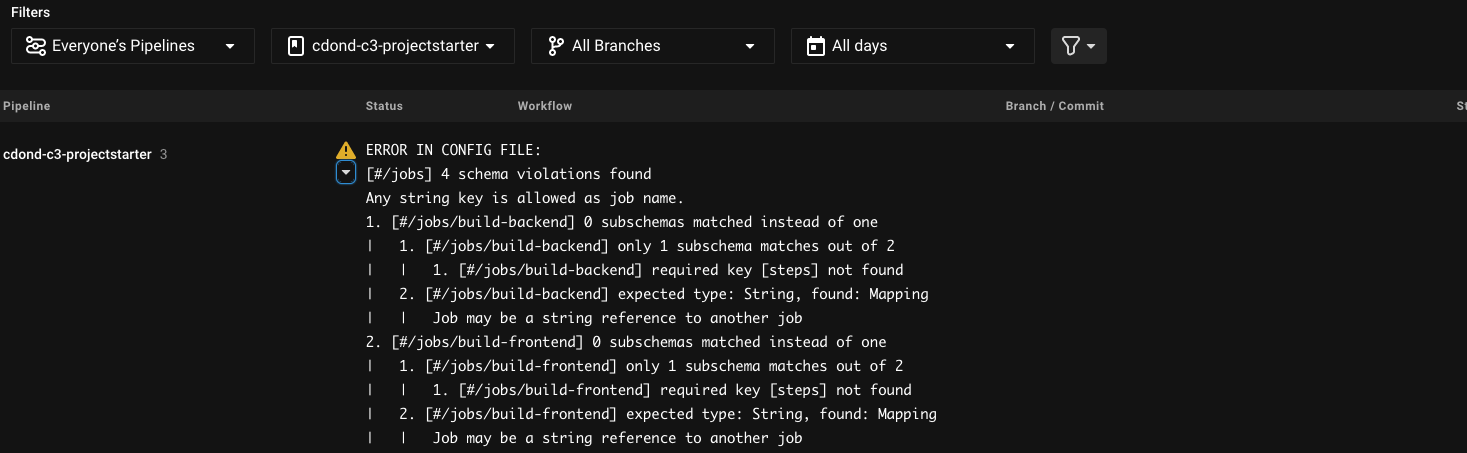 Filters
Everyone's Pipelines cdond-c3-projectstarter All Branches All days
Pipeline Status Workflow Branch / Commit
cdond-c3-projectstarter 3
ERROR IN CONFIG FILE:
[#/jobs] 4 schema violations found
Any string key is allowed as job name.
1. [#/jobs/build-backend] 0 subschemas matched instead of one
|   1. [#/jobs/build-backend] only 1 subschema matches out of 2
|   |   1. [#/jobs/build-backend] required key [steps] not found
|   2. [#/jobs/build-backend] expected type: String, found: Mapping
|   |   Job may be a string reference to another job
2. [#/jobs/build-frontend] 0 subschemas matched instead of one
|   1. [#/jobs/build-frontend] only 1 subschema matches out of 2
|   |   1. [#/jobs/build-frontend] required key [steps] not found
|   2. [#/jobs/build-frontend] expected type: String, found: Mapping
|   |   Job may be a string reference to another job